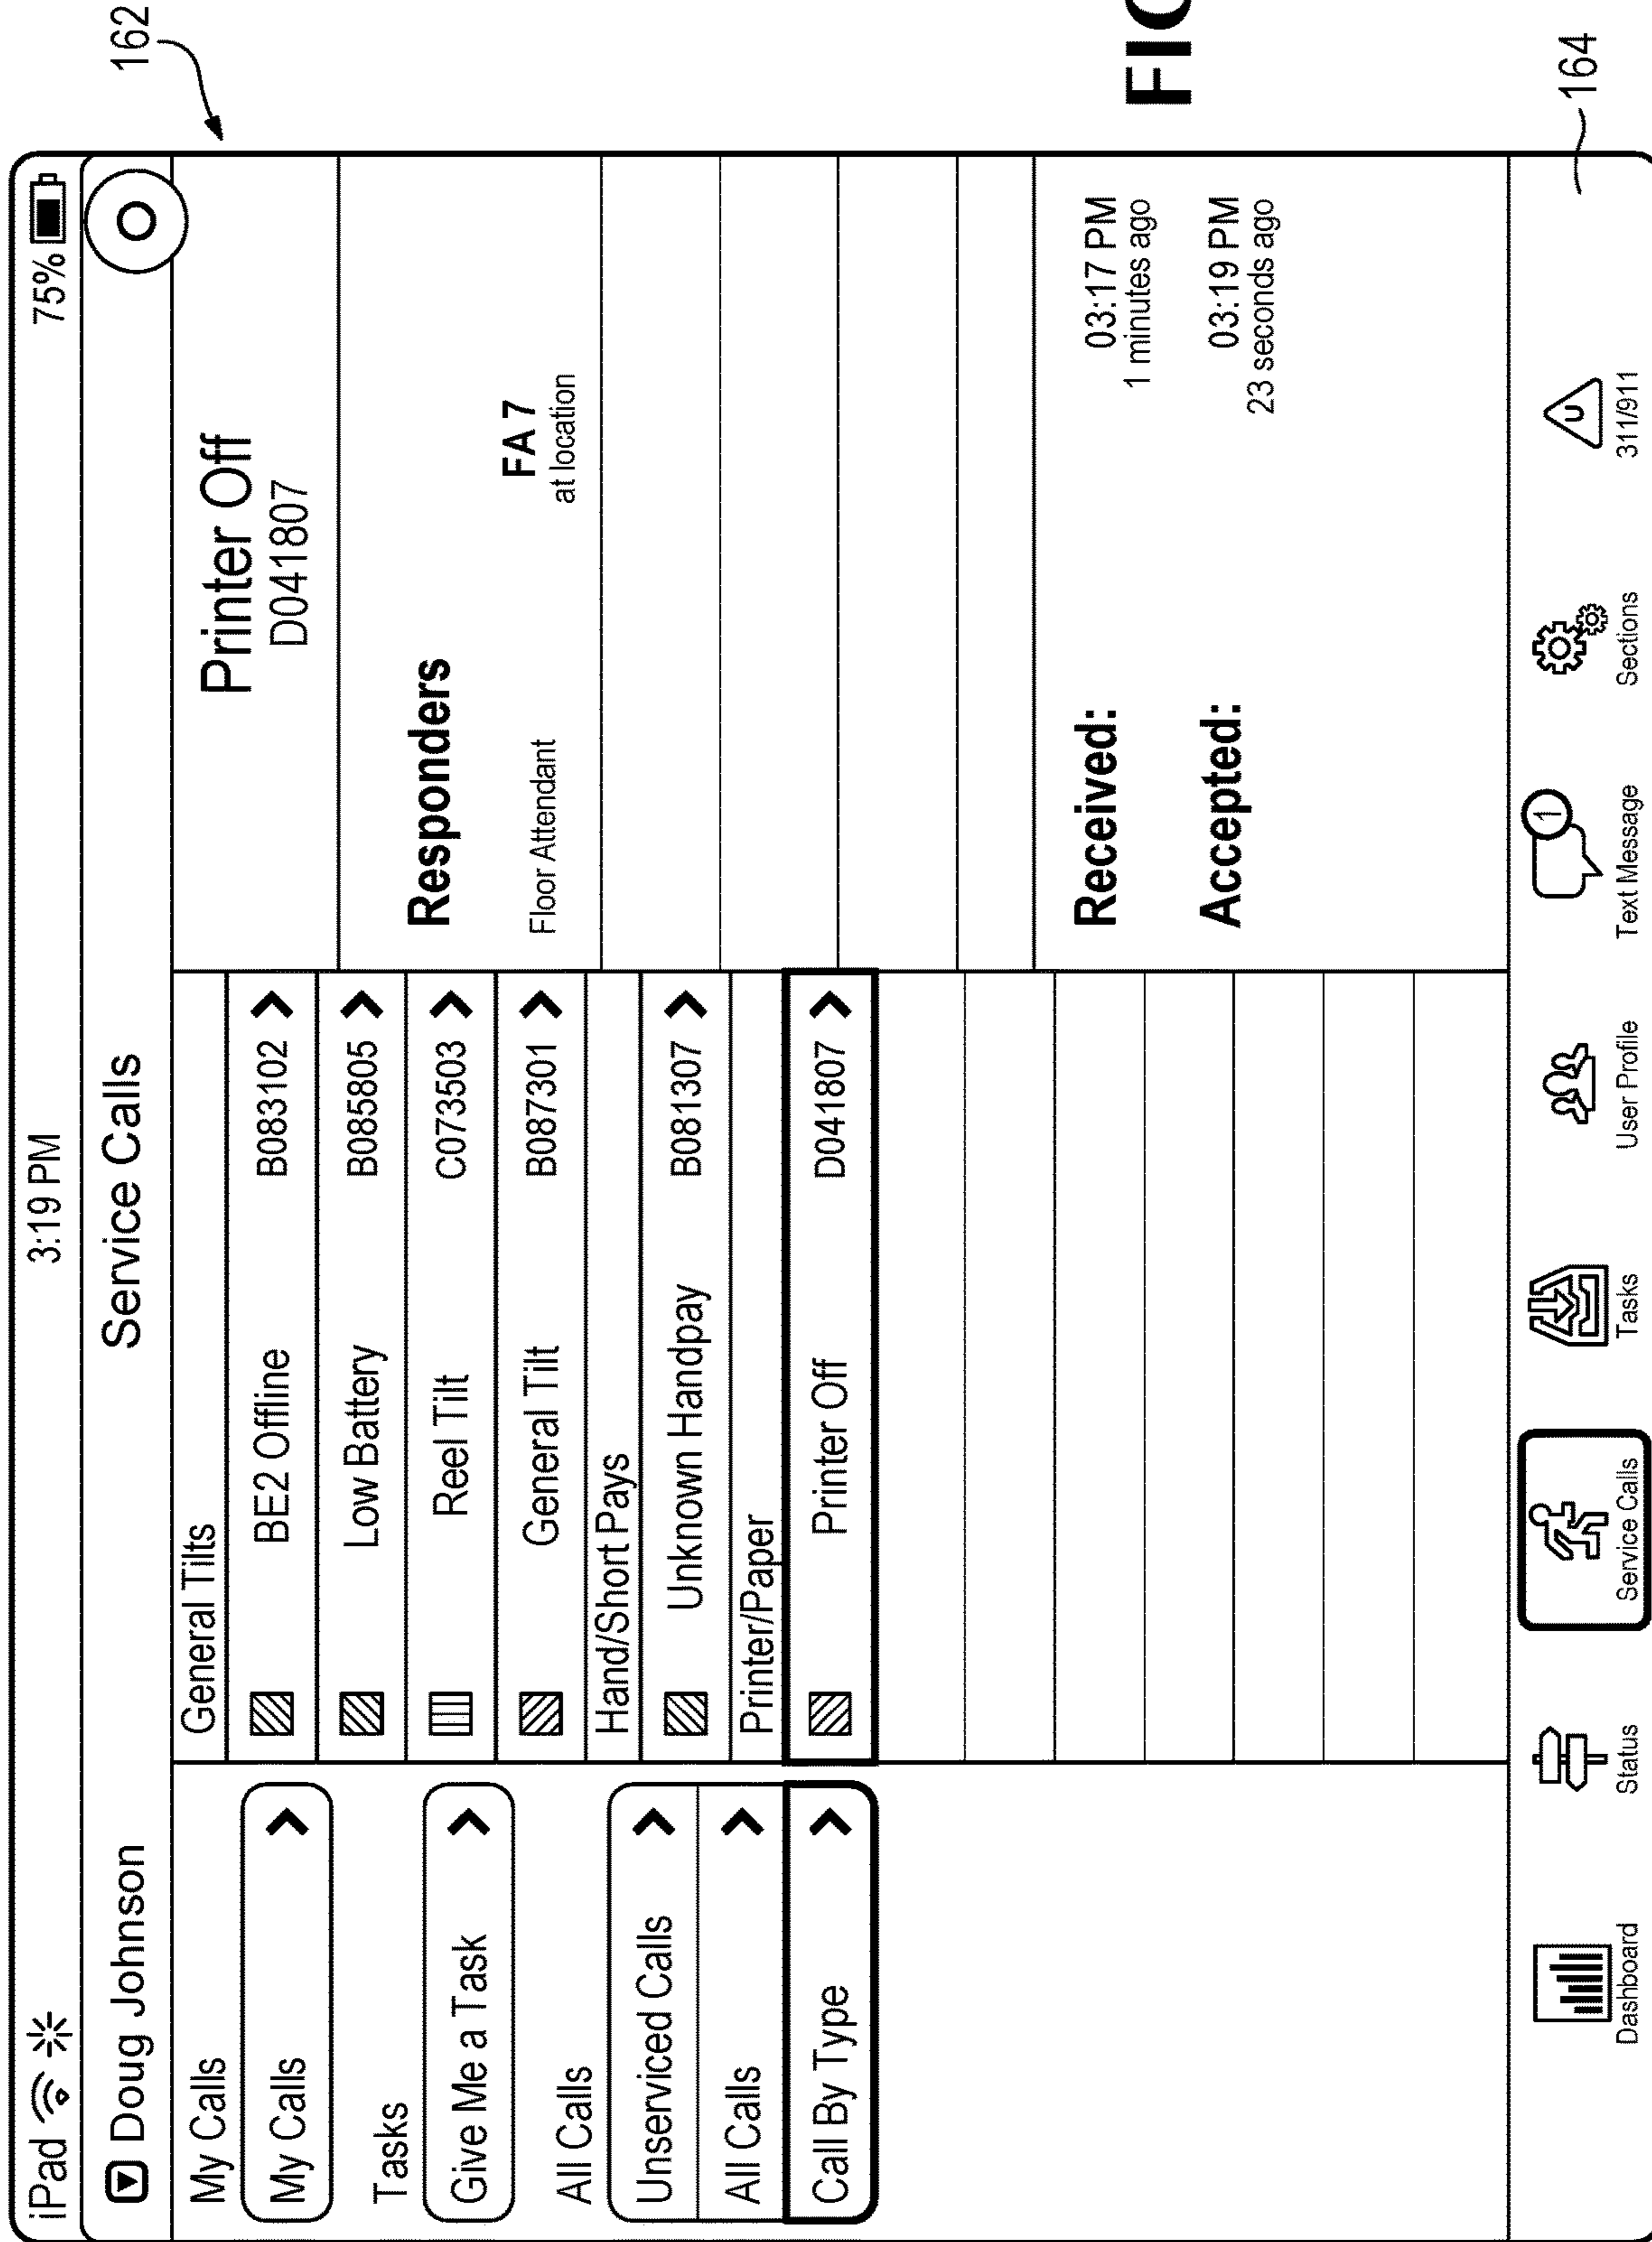 iPad 3:19 PM 75%
Doug Johnson Service Calls
162
My Calls
My Calls
Tasks
Give Me a Task
All Calls
Unserviced Calls
All Calls
Call By Type
General Tilts
BE2 Offline B083102
Low Battery B085805
Reel Tilt C073503
General Tilt B087301
Hand/Short Pays
Unknown Handpay B081307
Printer/Paper
Printer Off D041807
Printer Off
D041807
Responders
Floor Attendant FA 7
at location
Received: 03:17 PM
1 minutes ago
Accepted: 03:19 PM
23 seconds ago
Dashboard
Status
Service Calls
Tasks
User Profile
1
Text Message
Sections
311/911
164